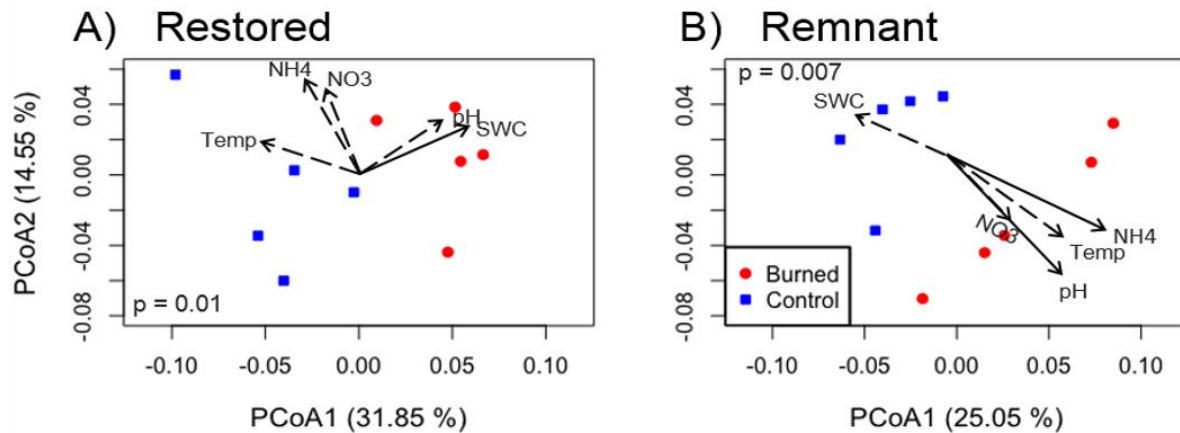 A) Restored
NH4
NO3
pH
SWC
Temp
p = 0.01
PCoA2 (14.55 %)
0.04
0.00
-0.04
-0.08
-0.10
-0.05
0.00
0.05
0.10
PCoA1 (31.85 %)
B) Remnant
p = 0.007
SWC
NO3
Temp
NH4
pH
Burned
Control
0.04
0.00
-0.04
-0.08
-0.10
-0.05
0.00
0.05
0.10
PCoA1 (25.05 %)